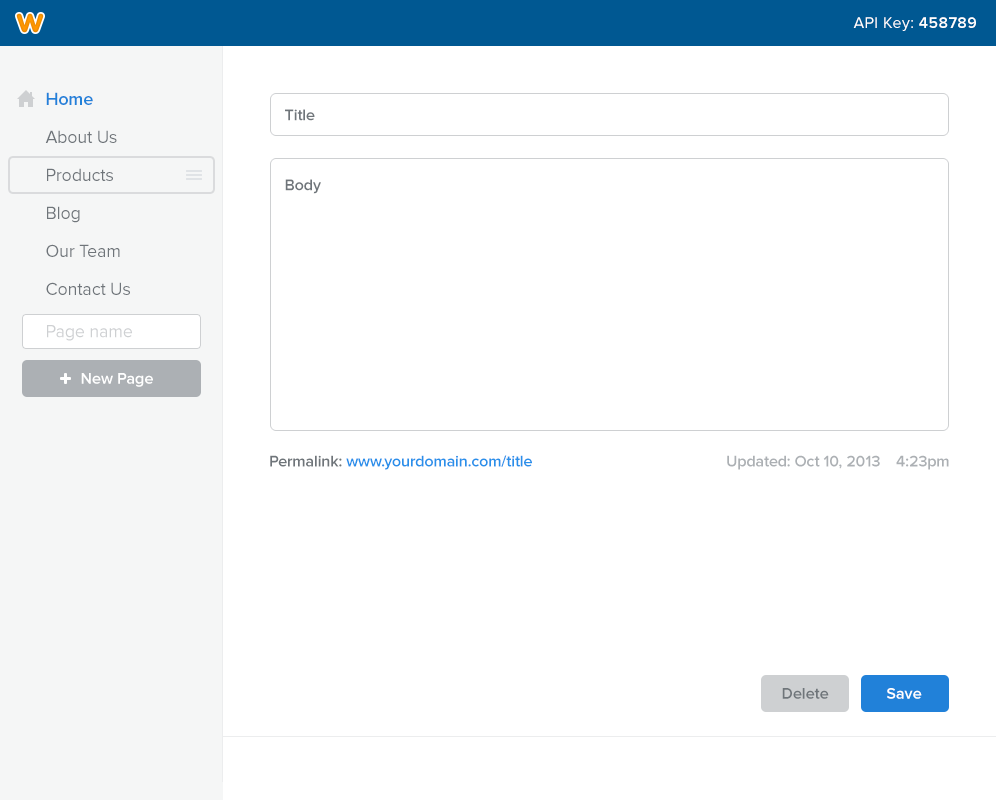 W
API Key: 458789
Home
About Us
Products
Blog
Our Team
Contact Us
Page name
+ New Page
Title
Body
Permalink: www.yourdomain.com/title
Updated: Oct 10, 2013 4:23pm
Delete
Save